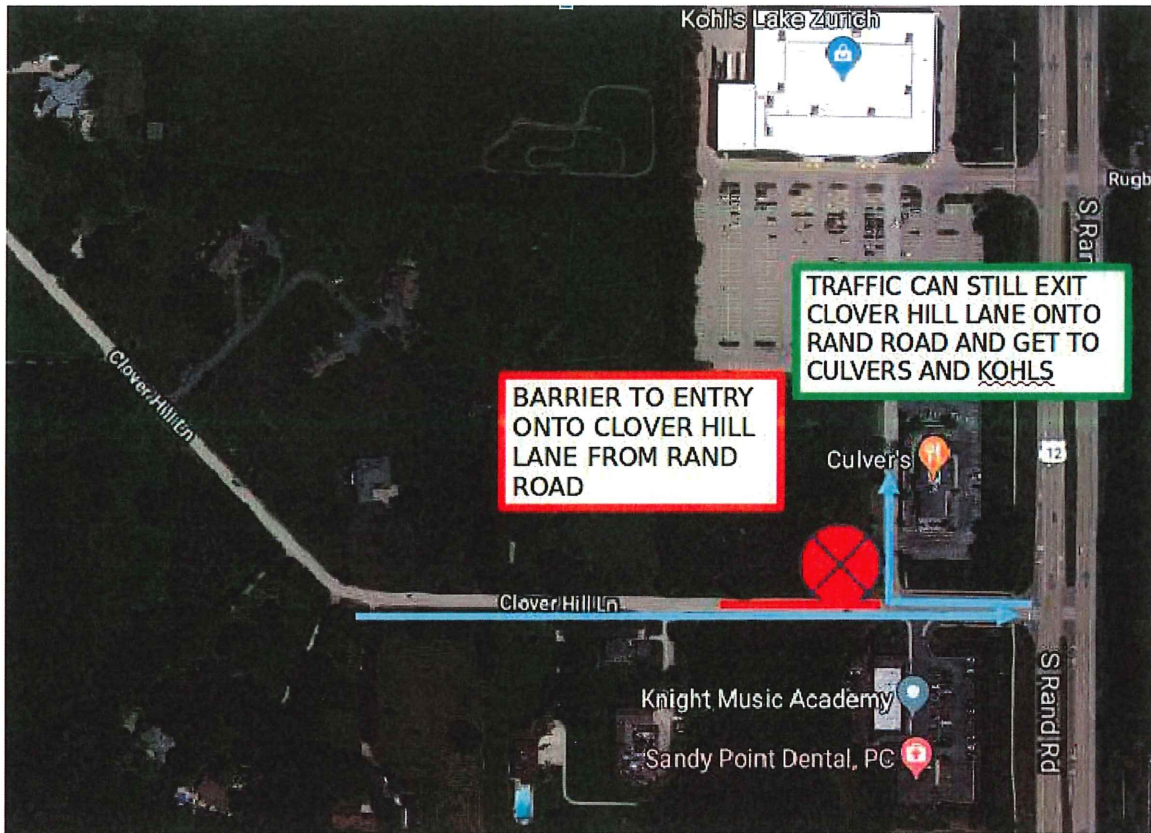 Kohl's Lake Zurich
Rugb
S Ran
TRAFFIC CAN STILL EXIT
CLOVER HILL LANE ONTO
RAND ROAD AND GET TO
CULVERS AND KOHLS
BARRIER TO ENTRY
ONTO CLOVER HILL
LANE FROM RAND
ROAD
Clover Hill Ln
Culver's
12
Clover Hill Ln
Knight Music Academy
Sandy Point Dental, PC
S Rand Rd